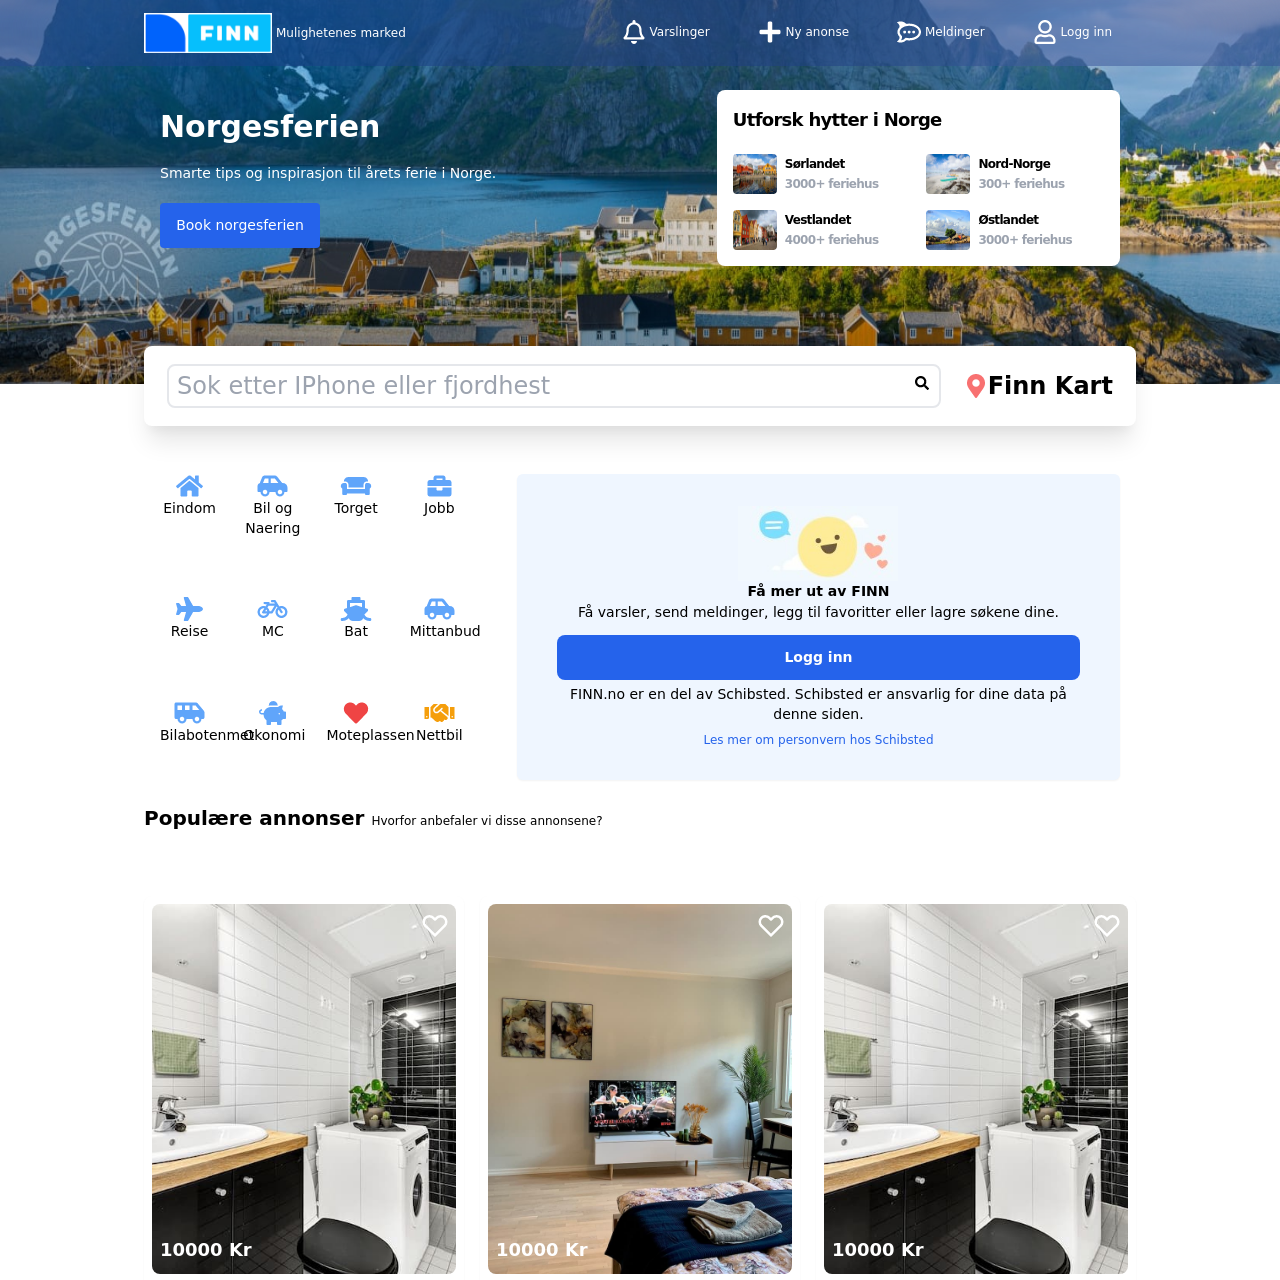 FINN
Mulighetenes marked
Varslinger
Ny anonse
Meldinger
Logg inn
Norgesferien
Smarte tips og inspirasjon til årets ferie i Norge.
Book norgesferien
ORGESFERIEN
Utforsk hytter i Norge
Sørlandet
3000+ feriehus
Nord-Norge
300+ feriehus
Vestlandet
4000+ feriehus
Østlandet
3000+ feriehus
Sok etter IPhone eller fjordhest
Finn Kart
Eindom
Bil og
Naering
Torget
Jobb
Reise
MC
Bat
Mittanbud
Bilabotenmet
Økonomi
Moteplassen
Nettbil
Få mer ut av FINN
Få varsler, send meldinger, legg til favoritter eller lagre søkene dine.
Logg inn
FINN.no er en del av Schibsted. Schibsted er ansvarlig for dine data på
denne siden.
Les mer om personvern hos Schibsted
Populære annonser
Hvorfor anbefaler vi disse annonsene?
10000 Kr
10000 Kr
10000 Kr